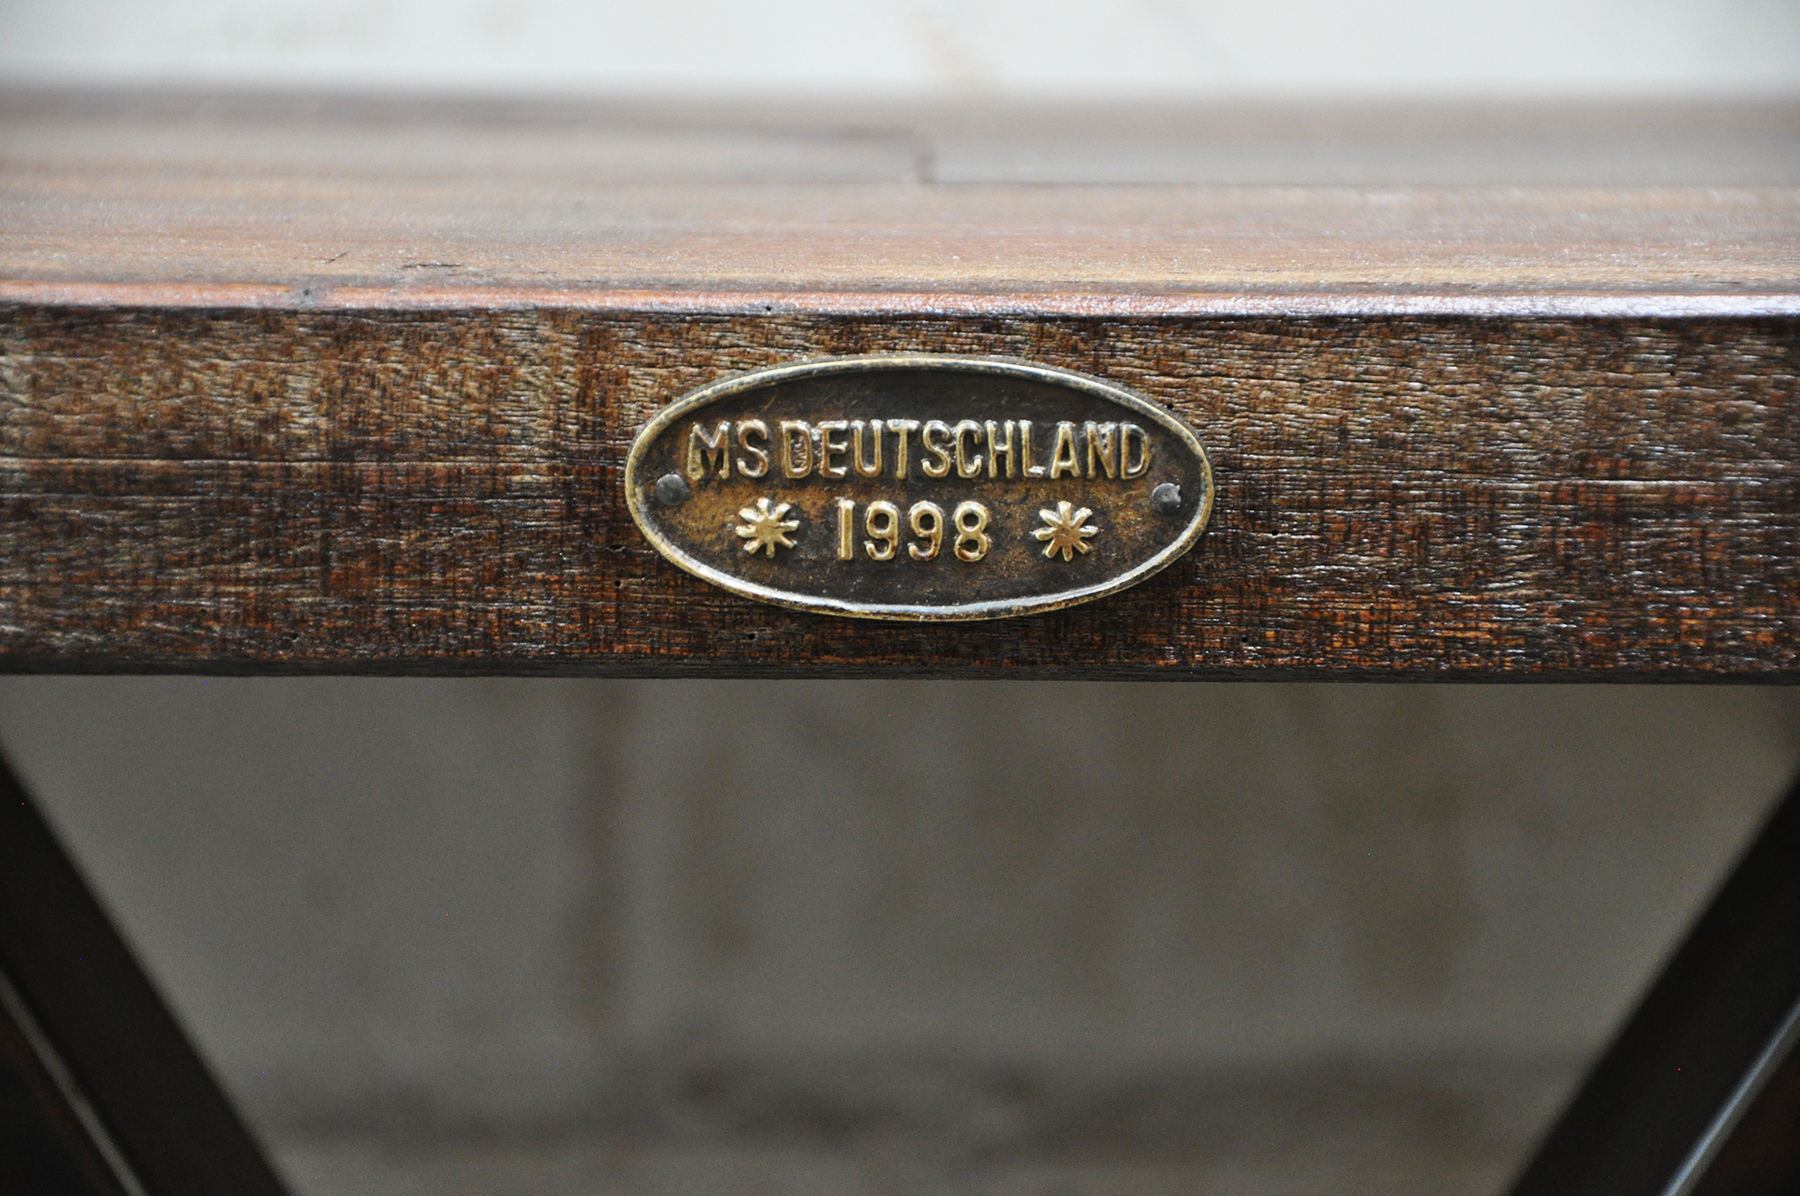 MS DEUTSCHLAND
* 1998 *